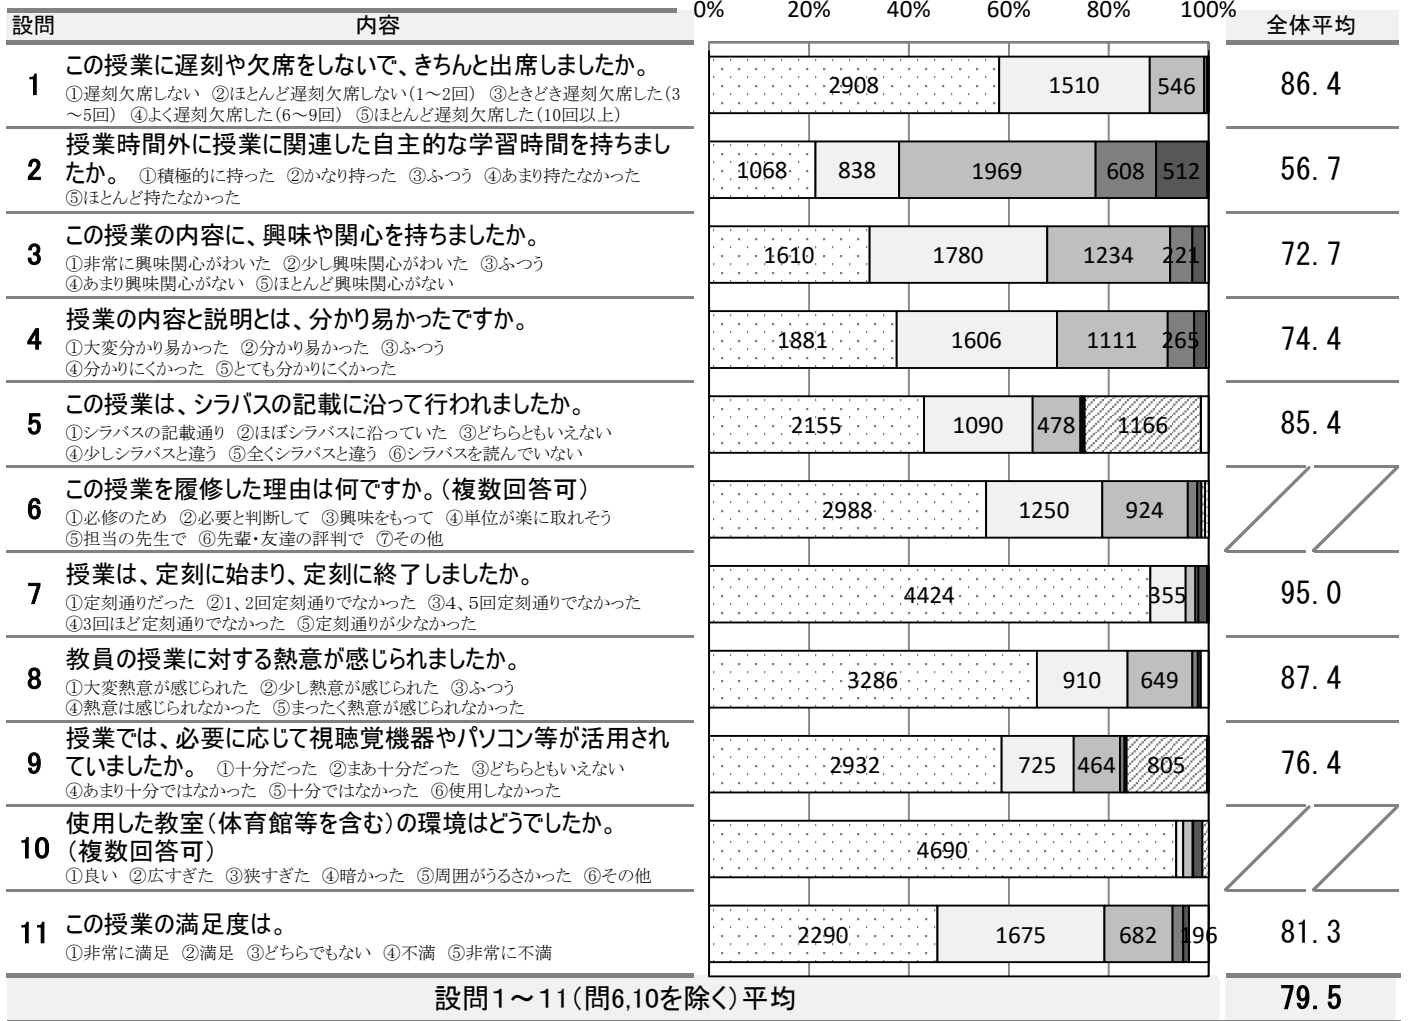 0% 20% 40% 60% 80% 100%
設問 内容 全体平均
1 この授業に遅刻や欠席をしないで、きちんと出席しましたか。
①遅刻欠席しない ②ほとんど遅刻欠席しない(1～2回) ③ときどき遅刻欠席した(3
～5回) ④よく遅刻欠席した(6～9回) ⑤ほとんど遅刻欠席した(10回以上)
2908 1510 546 86.4
2 授業時間外に授業に関連した自主的な学習時間を持ちまし
たか。 ①積極的に持った ②かなり持った ③ふつう ④あまり持たなかった
⑤ほとんど持たなかった
1068 838 1969 608 512 56.7
3 この授業の内容に、興味や関心を持ちましたか。
①非常に興味関心がわいた ②少し興味関心がわいた ③ふつう
④あまり興味関心がない ⑤ほとんど興味関心がない
1610 1780 1234 221 72.7
4 授業の内容と説明とは、分かり易かったですか。
①大変分かり易かった ②分かり易かった ③ふつう
④分かりにくかった ⑤とても分かりにくかった
1881 1606 1111 265 74.4
5 この授業は、シラバスの記載に沿って行われましたか。
①シラバスの記載通り ②ほぼシラバスに沿っていた ③どちらともいえない
④少しシラバスと違う ⑤全くシラバスと違う ⑥シラバスを読んでいない
2155 1090 478 1166 85.4
6 この授業を履修した理由は何ですか。(複数回答可)
①必修のため ②必要と判断して ③興味をもって ④単位が楽に取れそう
⑤担当の先生で ⑥先輩・友達の評判で ⑦その他
2988 1250 924
7 授業は、定刻に始まり、定刻に終了しましたか。
①定刻通りだった ②1、2回定刻通りでなかった ③4、5回定刻通りでなかった
④3回ほど定刻通りでなかった ⑤定刻通りが少なかった
4424 355 95.0
8 教員の授業に対する熱意が感じられましたか。
①大変熱意が感じられた ②少し熱意が感じられた ③ふつう
④熱意は感じられなかった ⑤まったく熱意が感じられなかった
3286 910 649 87.4
9 授業では、必要に応じて視聴覚機器やパソコン等が活用され
ていましたか。 ①十分だった ②まあ十分だった ③どちらともいえない
④あまり十分ではなかった ⑤十分ではなかった ⑥使用しなかった
2932 725 464 805 76.4
10 使用した教室(体育館等を含む)の環境はどうでしたか。
(複数回答可)
①良い ②広すぎた ③狭すぎた ④暗かった ⑤周囲がうるさかった ⑥その他
4690
11 この授業の満足度は。
①非常に満足 ②満足 ③どちらでもない ④不満 ⑤非常に不満
2290 1675 682 196 81.3
設問1～11(問6,10を除く)平均 79.5